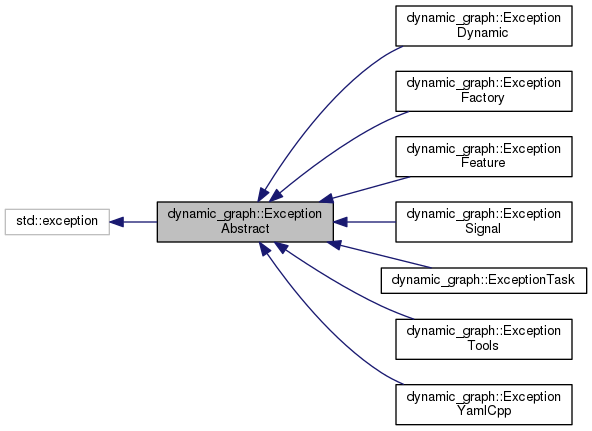 dynamic_graph::Exception
Dynamic
dynamic_graph::Exception
Factory
dynamic_graph::Exception
Feature
std::exception
dynamic_graph::Exception
Abstract
dynamic_graph::Exception
Signal
dynamic_graph::ExceptionTask
dynamic_graph::Exception
Tools
dynamic_graph::Exception
YamlCpp